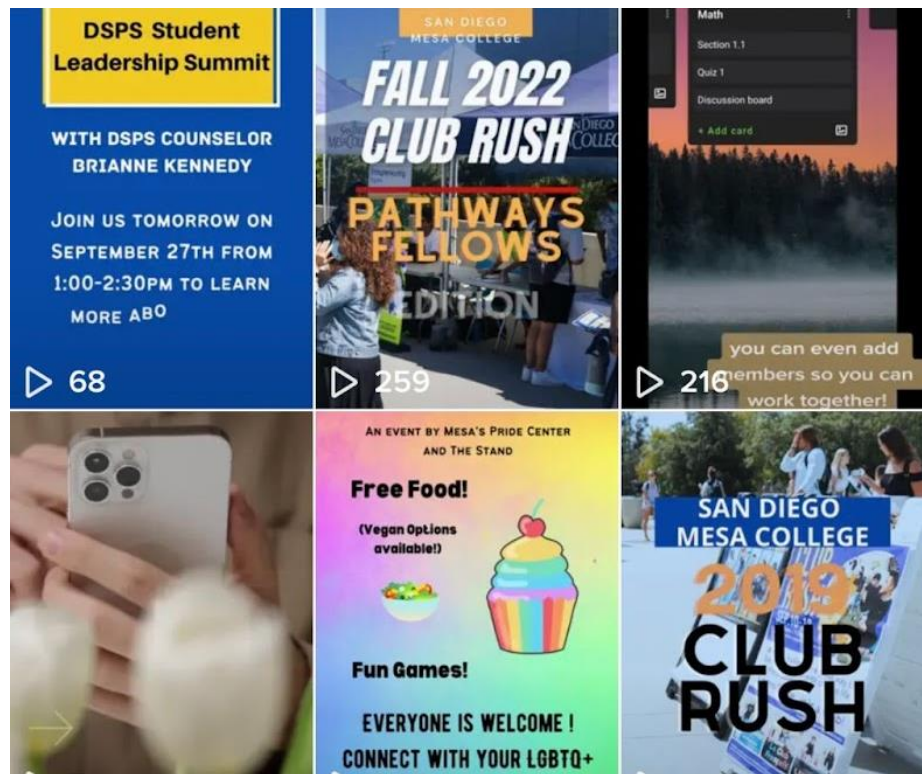 DSPS Student
Leadership Summit
WITH DSPS COUNSELOR
BRIANNE KENNEDY
JOIN US TOMORROW ON
SEPTEMBER 27TH FROM
1:00-2:30PM TO LEARN
MORE ABO
68
SAN DIEGO
MESA COLLEGE
FALL 2022
CLUB RUSH
PATHWAYS
FELLOWS
EDITION
259
Math
Section 1.1
Quiz 1
Discussion board
+ Add card
you can even add
members so you can
work together!
216
AN EVENT BY MESA'S PRIDE CENTER
AND THE STAND
Free Food!
(Vegan Options
available!)
Fun Games!
EVERYONE IS WELCOME !
CONNECT WITH YOUR LGBTQ+
SAN DIEGO
MESA COLLEGE
2019
CLUB
RUSH